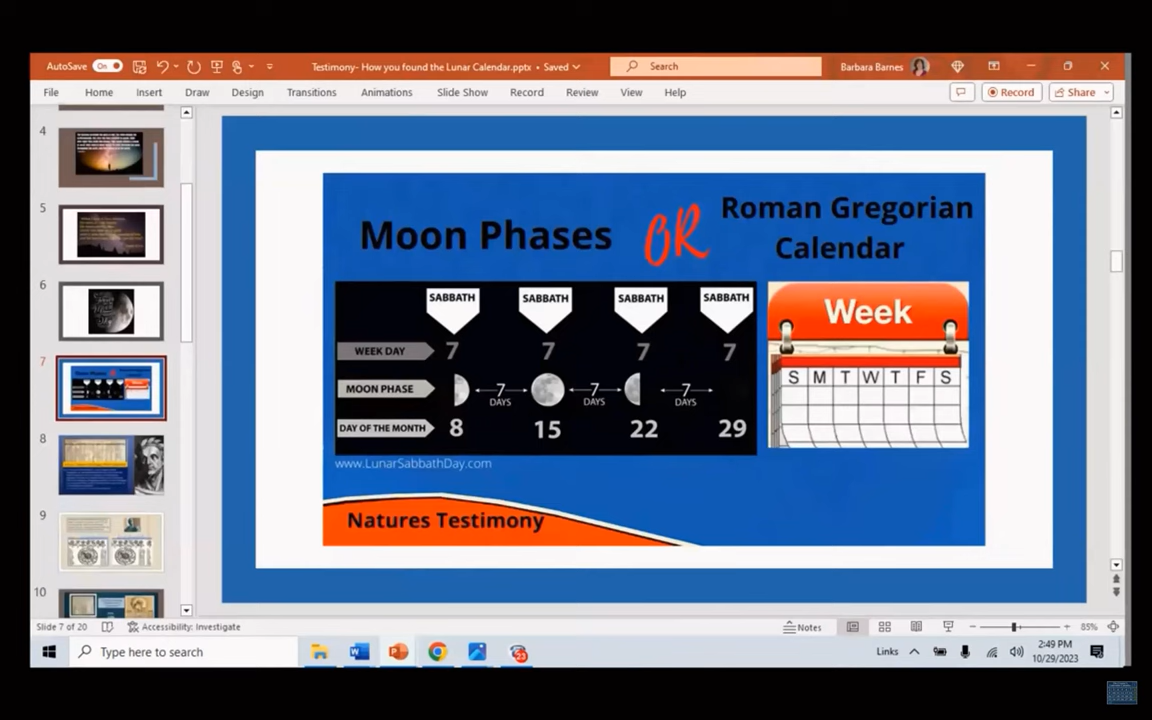 AutoSave On
Testimony- How you found the Lunar Calendar.pptx • Saved
Search
Barbara Barnes
File Home Insert Draw Design Transitions Animations Slide Show Record Review View Help
Record
Share
4
5
6
7
8
9
10
Moon Phases
OR
Roman Gregorian
Calendar
SABBATH SABBATH SABBATH SABBATH
WEEK DAY 7 7 7 7
MOON PHASE 7 DAYS 7 DAYS 7 DAYS
DAY OF THE MONTH 8 15 22 29
Week
S M T W T F S
www.LunarSabbathDay.com
Natures Testimony
Slide 7 of 20
Accessibility: Investigate
Notes
85%
Type here to search
23
Links
2:49 PM
10/29/2023